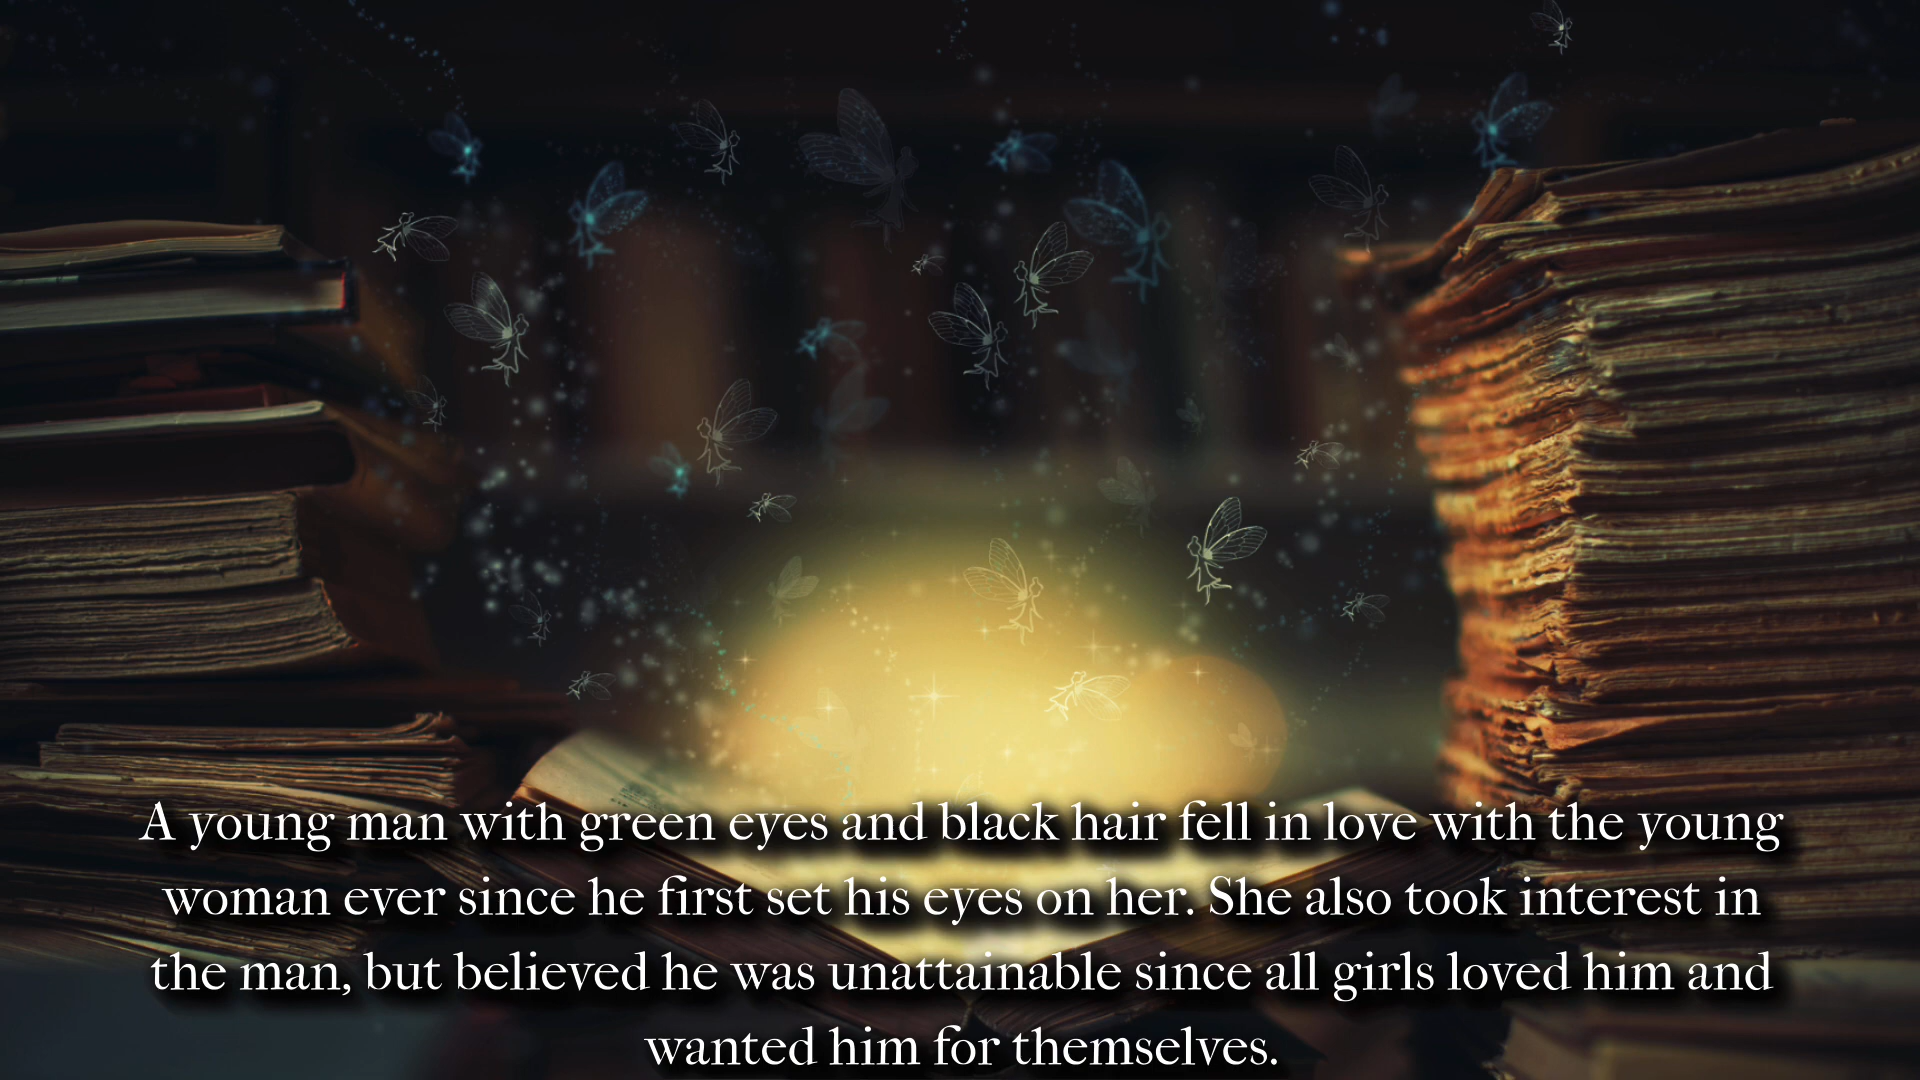 A young man with green eyes and black hair fell in love with the young
woman ever since he first set his eyes on her. She also took interest in
the man, but believed he was unattainable since all girls loved him and
wanted him for themselves.